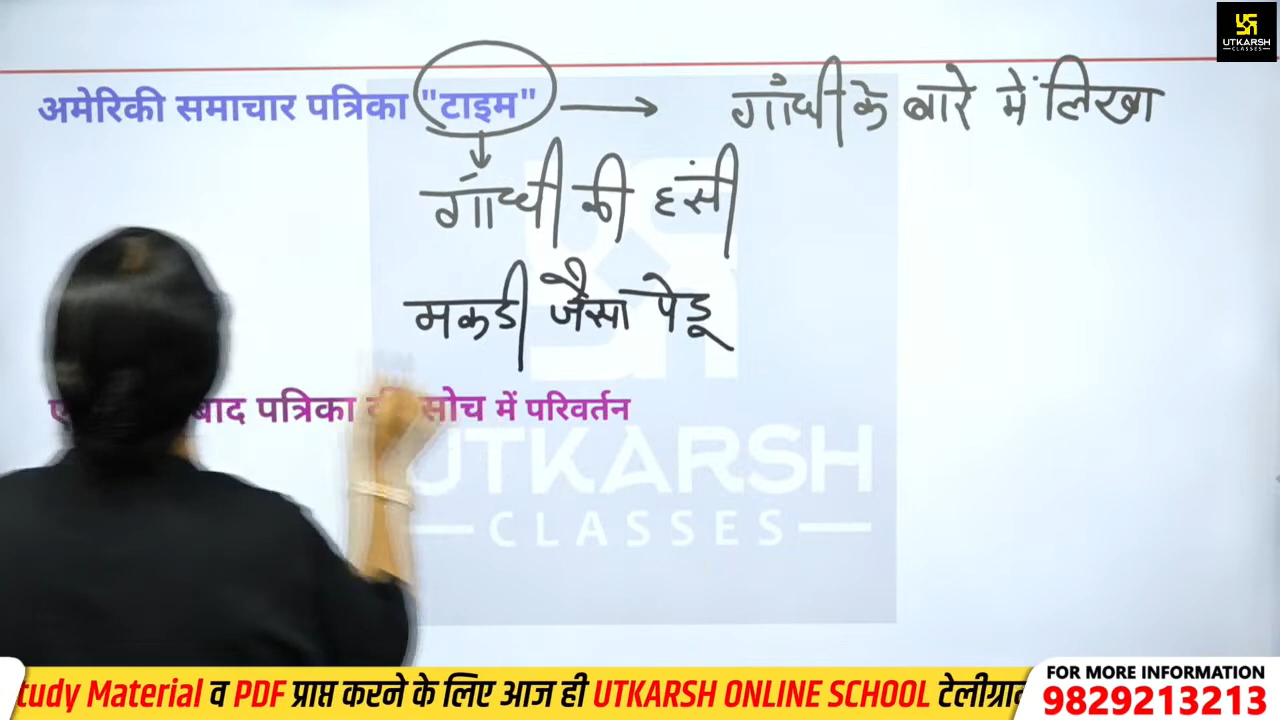 UTKARSH
CLASSES
अमेरिकी समाचार पत्रिका "टाइम" → गाँधी के बारे में लिखा
↓
गाँधी की हंसी
मकडी जैसा पेडू
बाद पत्रिका की सोच में परिवर्तन
UTKARSH
CLASSES
tudy Material व PDF प्राप्त करने के लिए आज ही UTKARSH ONLINE SCHOOL टेलीग्राम
FOR MORE INFORMATION
9829213213